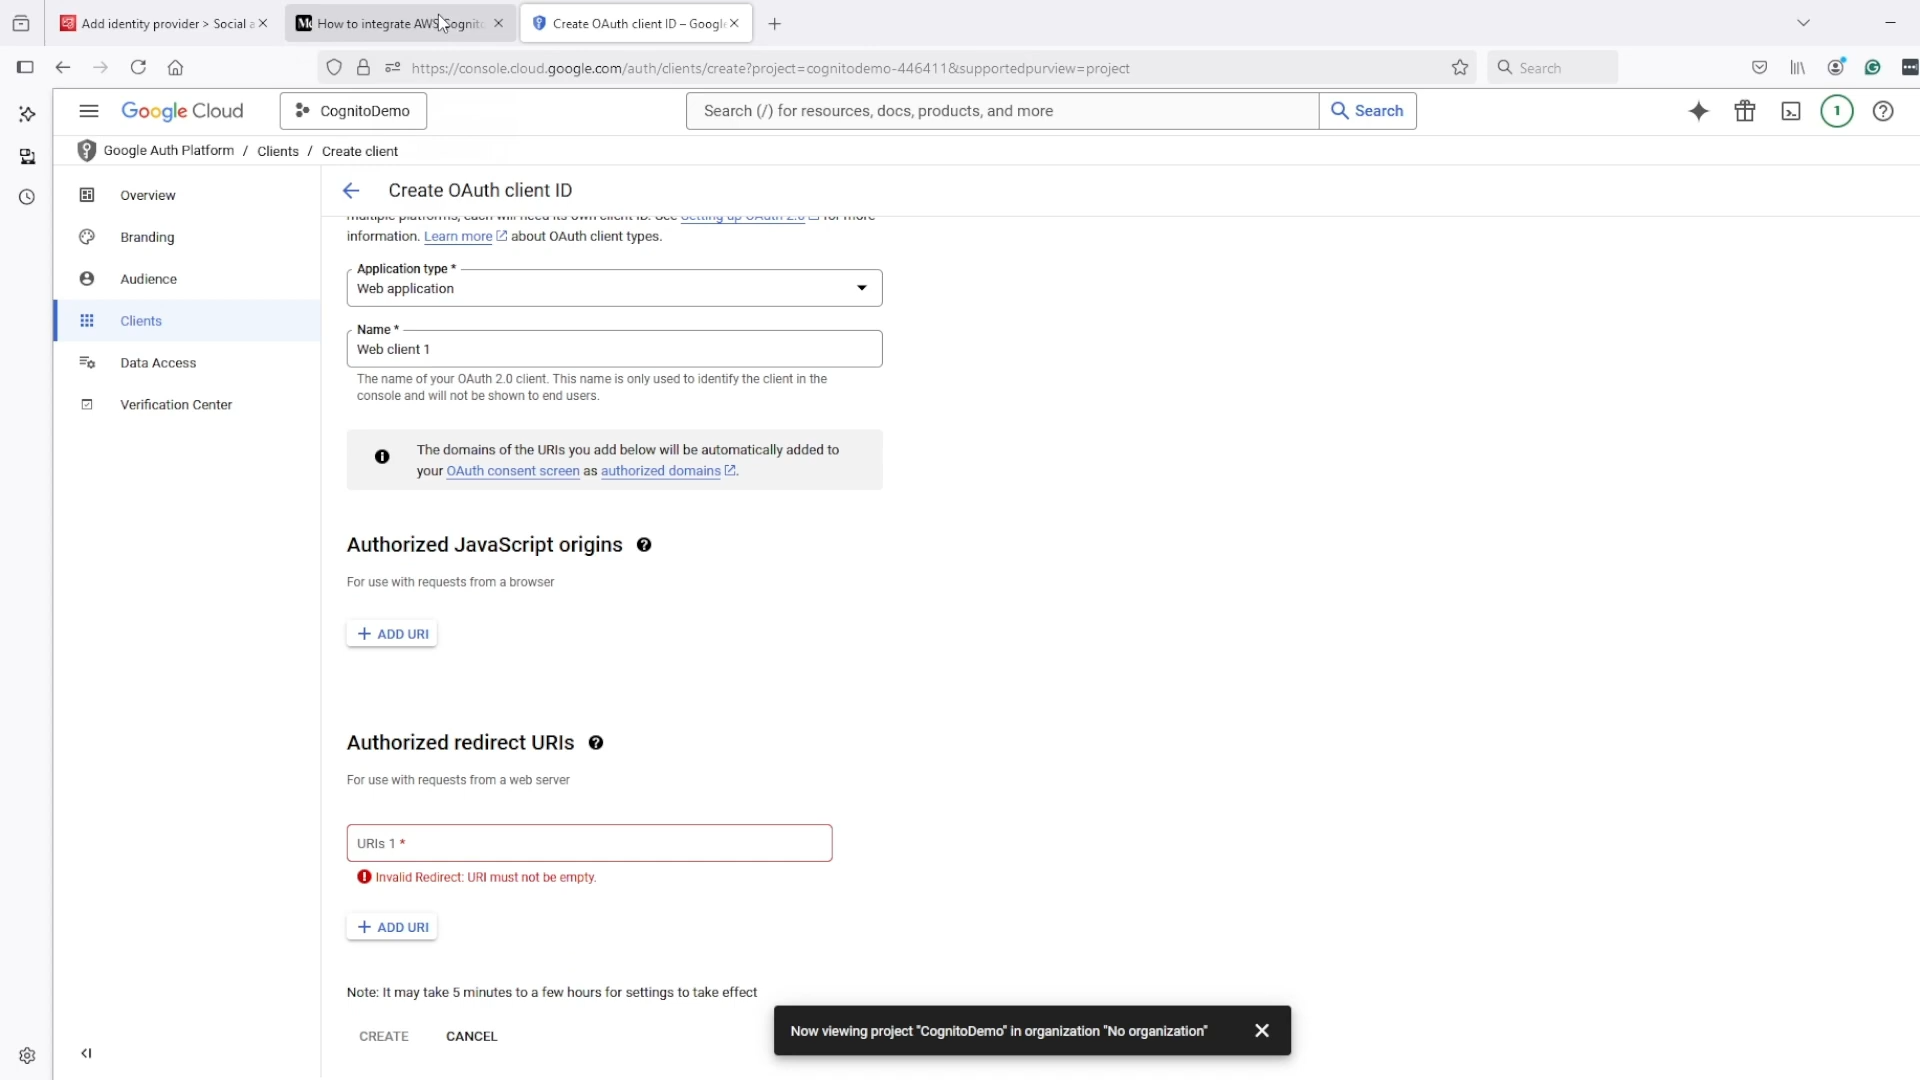 Add identity provider > Social a
How to integrate AWS Cognito
Create OAuth client ID – Google
https://console.cloud.google.com/auth/clients/create?project=cognitodemo-446411&supportedpurview=project
Search
Google Cloud
CognitoDemo
Search (/) for resources, docs, products, and more
Search
1
Google Auth Platform / Clients / Create client
Overview
Branding
Audience
Clients
Data Access
Verification Center
Create OAuth client ID
multiple platforms, each will need its own client ID. See Setting up OAuth 2.0 for more
information. Learn more about OAuth client types.
Application type *
Web application
Name *
Web client 1
The name of your OAuth 2.0 client. This name is only used to identify the client in the
console and will not be shown to end users.
The domains of the URIs you add below will be automatically added to
your OAuth consent screen as authorized domains.
Authorized JavaScript origins
For use with requests from a browser
+ ADD URI
Authorized redirect URIs
For use with requests from a web server
URIs 1 *
Invalid Redirect: URI must not be empty.
+ ADD URI
Note: It may take 5 minutes to a few hours for settings to take effect
CREATE CANCEL
Now viewing project "CognitoDemo" in organization "No organization"